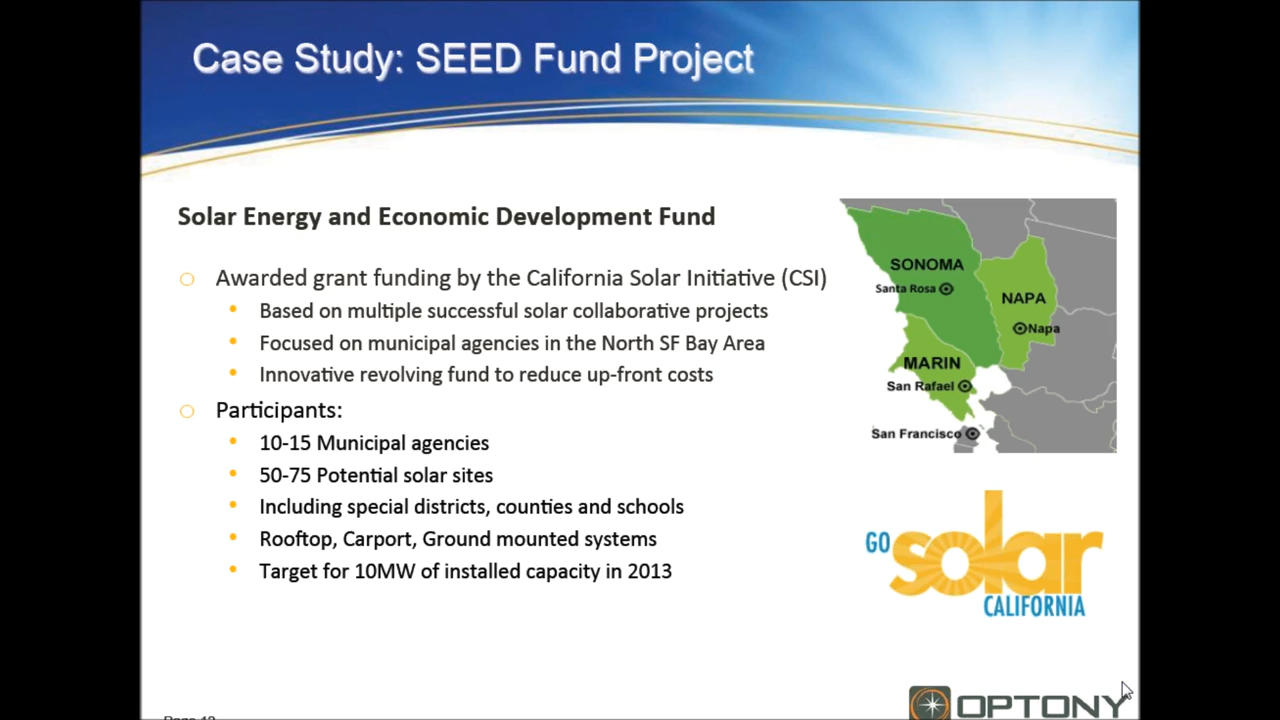 Case Study: SEED Fund Project
Solar Energy and Economic Development Fund
Awarded grant funding by the California Solar Initiative (CSI)
Based on multiple successful solar collaborative projects
Focused on municipal agencies in the North SF Bay Area
Innovative revolving fund to reduce up-front costs
Participants:
10-15 Municipal agencies
50-75 Potential solar sites
Including special districts, counties and schools
Rooftop, Carport, Ground mounted systems
Target for 10MW of installed capacity in 2013
SONOMA
Santa Rosa
NAPA
Napa
MARIN
San Rafael
San Francisco
GO solar
CALIFORNIA
OPTONY